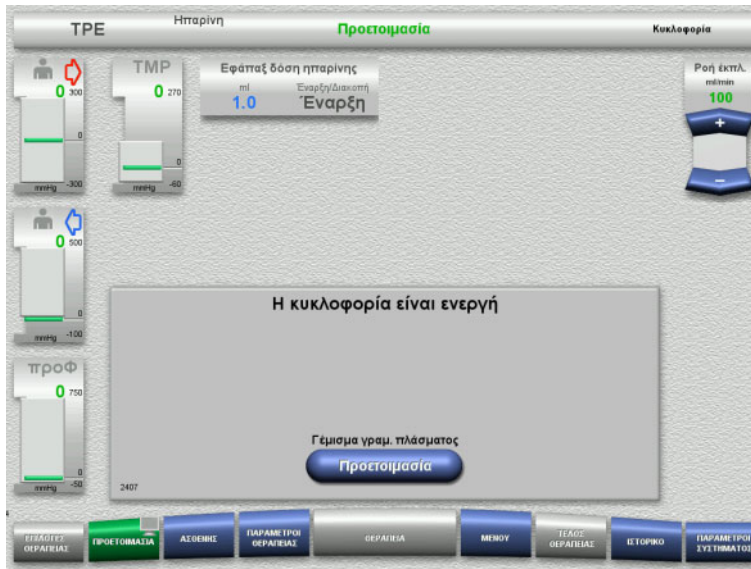 TPE Ηπαρίνη Προετοιμασία Κυκλοφορία
0 300
0
mmHg -300
TMP
0 270
0
mmHg -60
Εφάπαξ δόση ηπαρίνης
ml Έναρξη/Διακοπή
1.0 Έναρξη
Ροή έκπλ.
ml/min
100
+
−
0 500
0
mmHg -100
προΦ
0 750
0
mmHg -50
Η κυκλοφορία είναι ενεργή
Γέμισμα γραμ. πλάσματος
Προετοιμασία
2407
ΕΠΙΛΟΓΕΣ
ΘΕΡΑΠΕΙΑΣ
ΠΡΟΕΤΟΙΜΑΣΙΑ
ΑΣΘΕΝΗΣ
ΠΑΡΑΜΕΤΡΟΙ
ΘΕΡΑΠΕΙΑΣ
ΘΕΡΑΠΕΙΑ
ΜΕΝΟΥ
ΤΕΛΟΣ
ΘΕΡΑΠΕΙΑΣ
ΙΣΤΟΡΙΚΟ
ΠΑΡΑΜΕΤΡΟΙ
ΣΥΣΤΗΜΑΤΟΣ